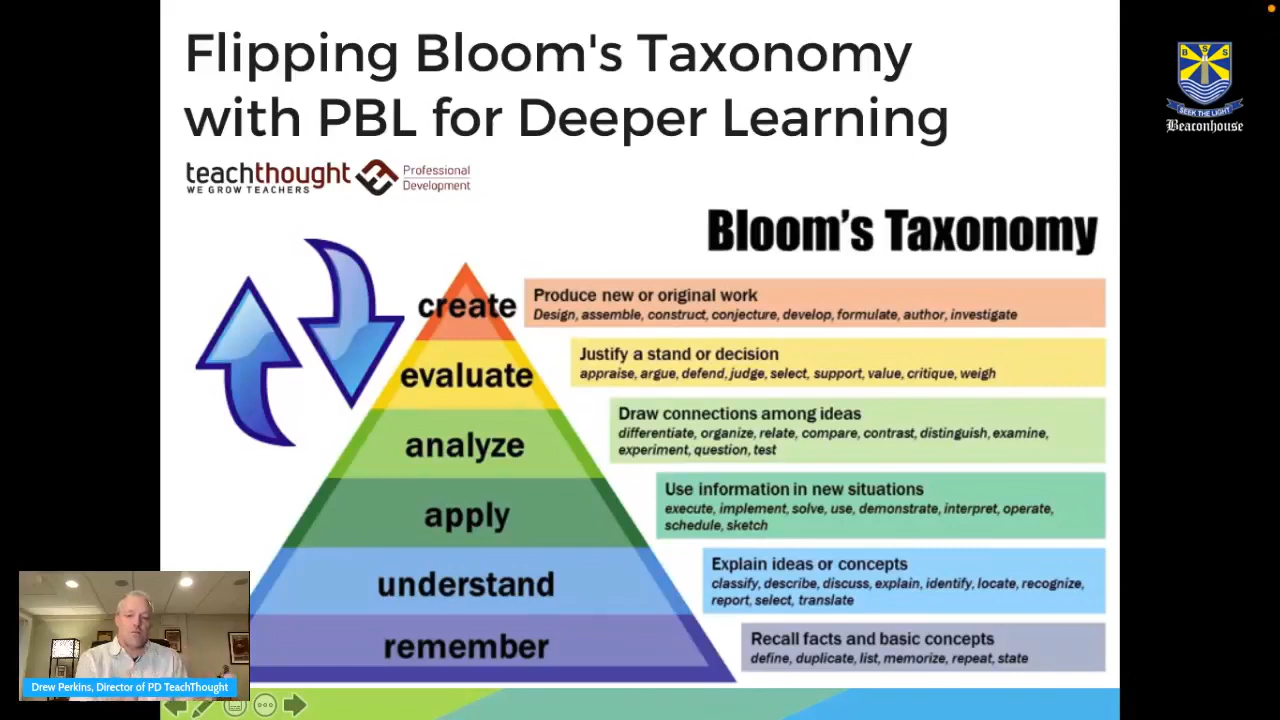 Flipping Bloom's Taxonomy
with PBL for Deeper Learning
teachthought
WE GROW TEACHERS
Professional
Development
B S S
SEEK THE LIGHT
Beaconhouse
Bloom's Taxonomy
create
Produce new or original work
Design, assemble, construct, conjecture, develop, formulate, author, investigate
evaluate
Justify a stand or decision
appraise, argue, defend, judge, select, support, value, critique, weigh
analyze
Draw connections among ideas
differentiate, organize, relate, compare, contrast, distinguish, examine,
experiment, question, test
apply
Use information in new situations
execute, implement, solve, use, demonstrate, interpret, operate,
schedule, sketch
understand
Explain ideas or concepts
classify, describe, discuss, explain, identify, locate, recognize,
report, select, translate
remember
Recall facts and basic concepts
define, duplicate, list, memorize, repeat, state
Drew Perkins, Director of PD TeachThought